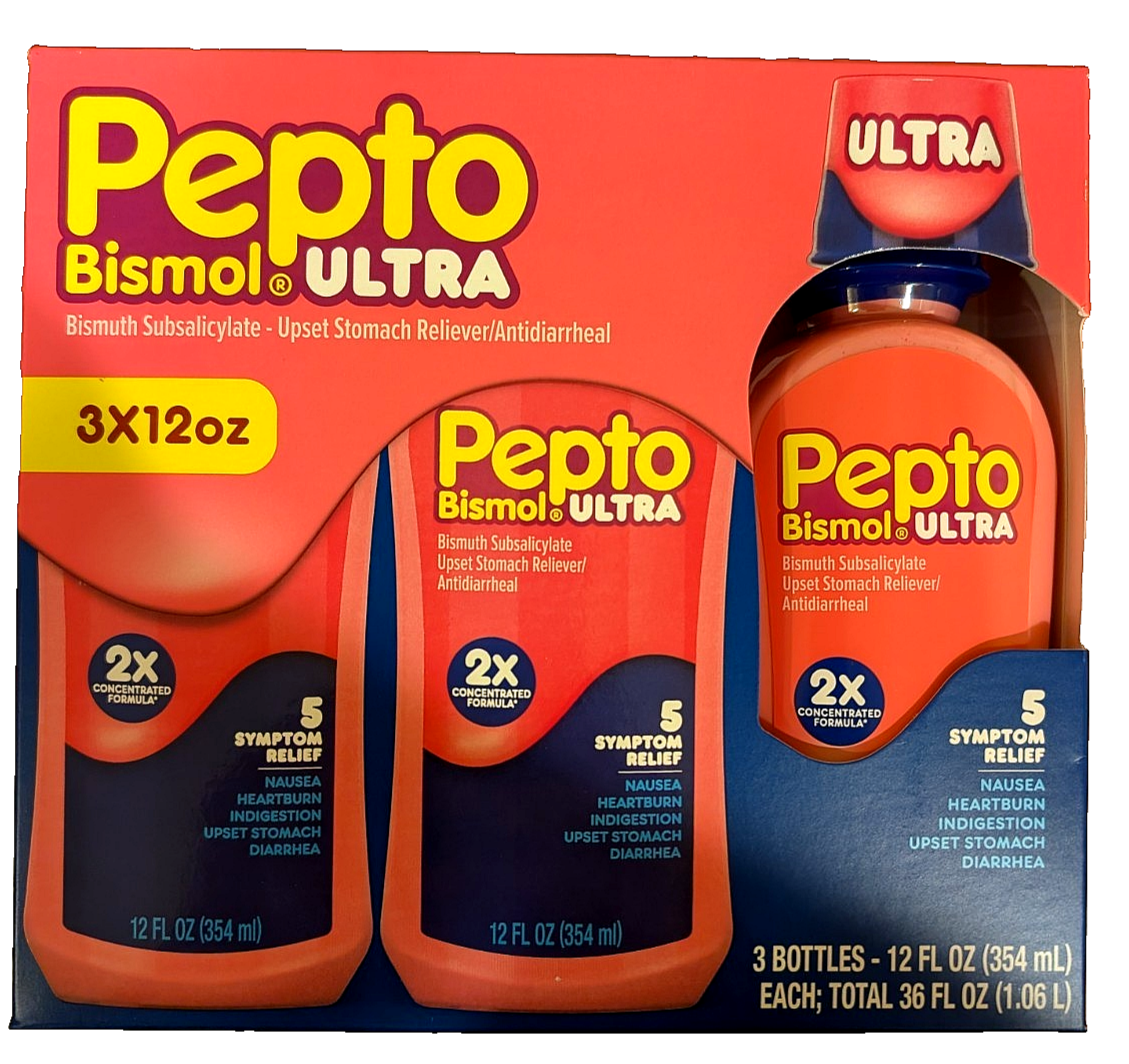 Pepto
Bismol® ULTRA
Bismuth Subsalicylate - Upset Stomach Reliever/Antidiarrheal
3X12oz
ULTRA
2X
CONCENTRATED
FORMULA*
5
SYMPTOM
RELIEF
NAUSEA
HEARTBURN
INDIGESTION
UPSET STOMACH
DIARRHEA
12 FL OZ (354 ml)
Pepto
Bismol® ULTRA
Bismuth Subsalicylate
Upset Stomach Reliever/
Antidiarrheal
2X
CONCENTRATED
FORMULA*
5
SYMPTOM
RELIEF
NAUSEA
HEARTBURN
INDIGESTION
UPSET STOMACH
DIARRHEA
12 FL OZ (354 ml)
Pepto
Bismol® ULTRA
Bismuth Subsalicylate
Upset Stomach Reliever/
Antidiarrheal
2X
CONCENTRATED
FORMULA*
5
SYMPTOM
RELIEF
NAUSEA
HEARTBURN
INDIGESTION
UPSET STOMACH
DIARRHEA
3 BOTTLES - 12 FL OZ (354 mL)
EACH; TOTAL 36 FL OZ (1.06 L)